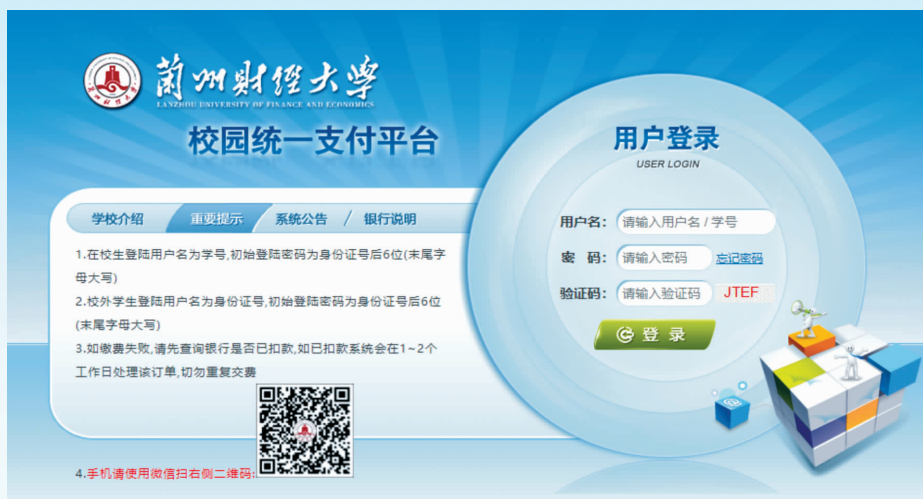 蘭州财经大学
LANZHOU UNIVERSITY OF FINANCE AND ECONOMICS
校园统一支付平台
学校介绍 重要提示 系统公告 / 银行说明
1.在校生登陆用户名为学号,初始登陆密码为身份证号后6位(末尾字
母大写)
2.校外学生登陆用户名为身份证号,初始登陆密码为身份证号后6位
(末尾字母大写)
3.如缴费失败,请先查询银行是否已扣款,如已扣款系统会在1~2个
工作日处理该订单,切勿重复交费
4.手机请使用微信扫右侧二维码:
用户登录
USER LOGIN
用户名: 请输入用户名 / 学号
密 码: 请输入密码 忘记密码
验证码: 请输入验证码 JTEF
登 录